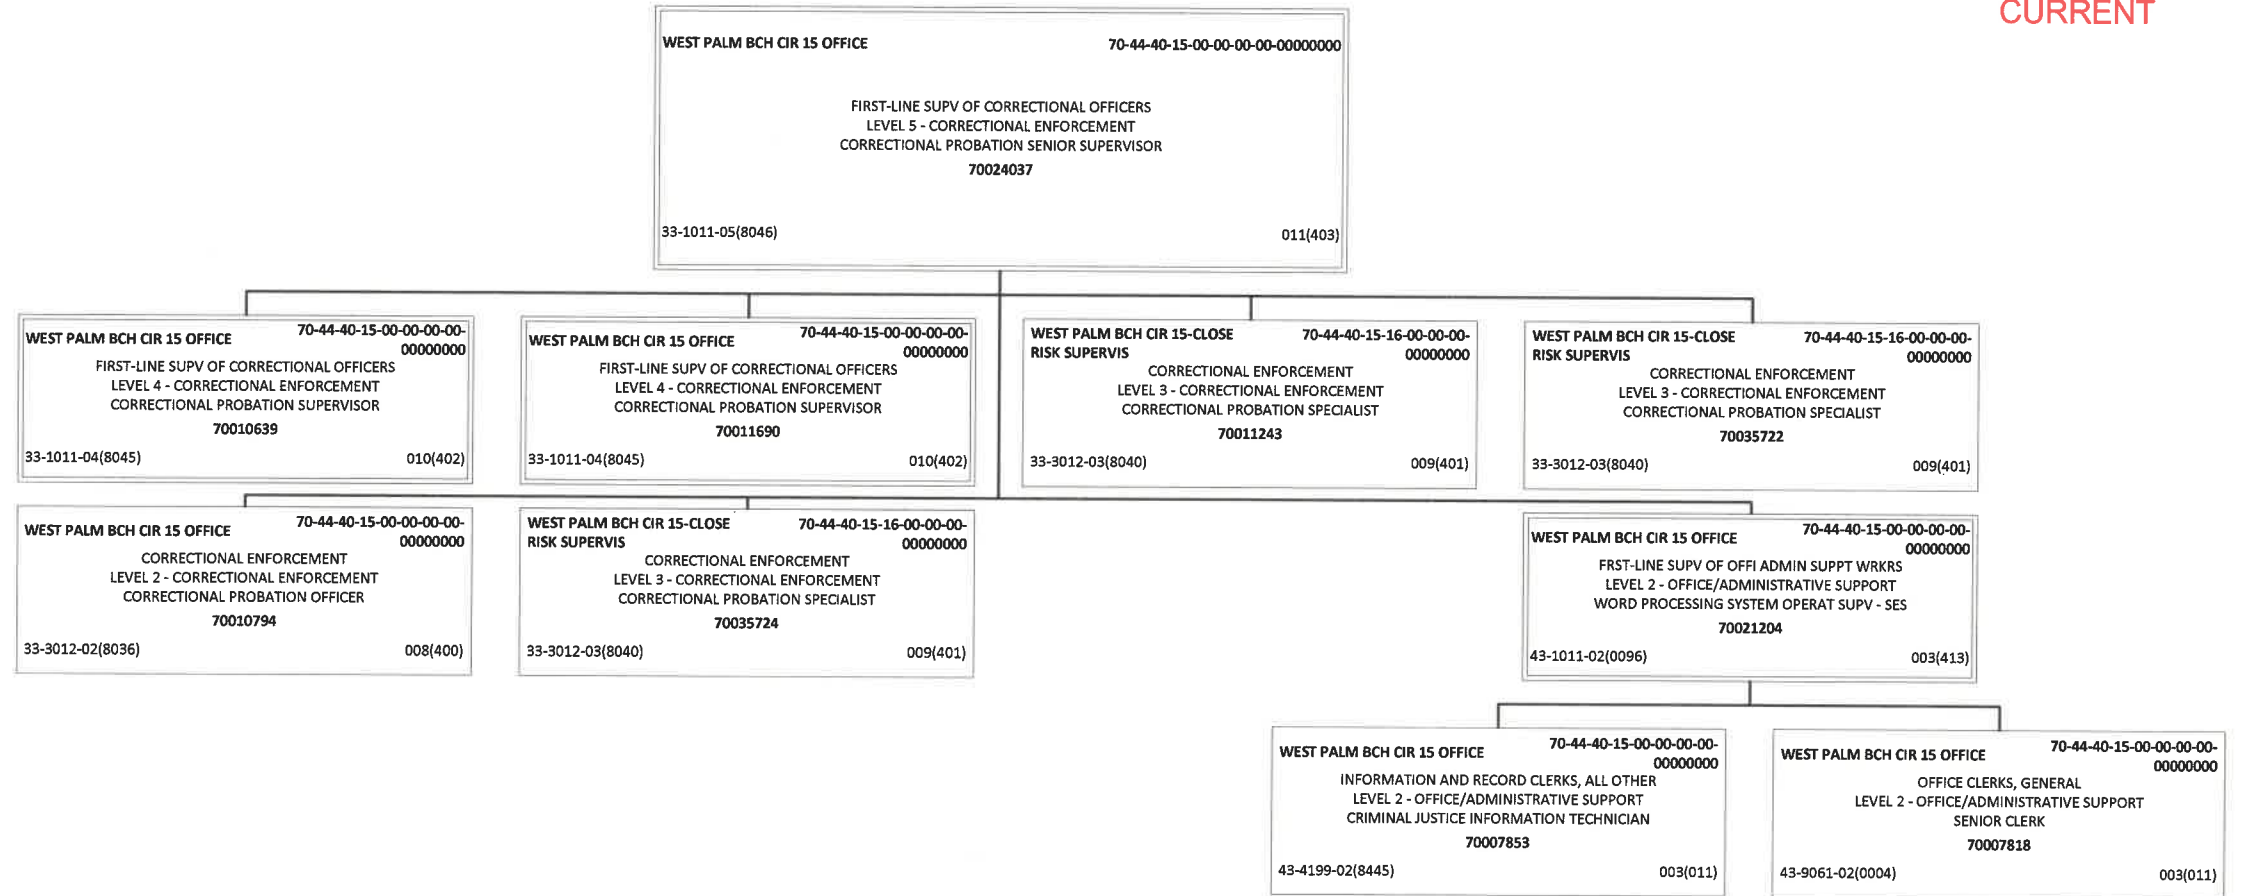 CURRENT
WEST PALM BCH CIR 15 OFFICE 70-44-40-15-00-00-00-00-00000000
FIRST-LINE SUPV OF CORRECTIONAL OFFICERS
LEVEL 5 - CORRECTIONAL ENFORCEMENT
CORRECTIONAL PROBATION SENIOR SUPERVISOR
70024037
33-1011-05(8046) 011(403)
WEST PALM BCH CIR 15 OFFICE 70-44-40-15-00-00-00-00-
00000000
FIRST-LINE SUPV OF CORRECTIONAL OFFICERS
LEVEL 4 - CORRECTIONAL ENFORCEMENT
CORRECTIONAL PROBATION SUPERVISOR
70010639
33-1011-04(8045) 010(402)
WEST PALM BCH CIR 15 OFFICE 70-44-40-15-00-00-00-00-
00000000
FIRST-LINE SUPV OF CORRECTIONAL OFFICERS
LEVEL 4 - CORRECTIONAL ENFORCEMENT
CORRECTIONAL PROBATION SUPERVISOR
70011690
33-1011-04(8045) 010(402)
WEST PALM BCH CIR 15-CLOSE 70-44-40-15-16-00-00-00-
RISK SUPERVIS 00000000
CORRECTIONAL ENFORCEMENT
LEVEL 3 - CORRECTIONAL ENFORCEMENT
CORRECTIONAL PROBATION SPECIALIST
70011243
33-3012-03(8040) 009(401)
WEST PALM BCH CIR 15-CLOSE 70-44-40-15-16-00-00-00-
RISK SUPERVIS 00000000
CORRECTIONAL ENFORCEMENT
LEVEL 3 - CORRECTIONAL ENFORCEMENT
CORRECTIONAL PROBATION SPECIALIST
70035722
33-3012-03(8040) 009(401)
WEST PALM BCH CIR 15 OFFICE 70-44-40-15-00-00-00-00-
00000000
CORRECTIONAL ENFORCEMENT
LEVEL 2 - CORRECTIONAL ENFORCEMENT
CORRECTIONAL PROBATION OFFICER
70010794
33-3012-02(8036) 008(400)
WEST PALM BCH CIR 15-CLOSE 70-44-40-15-16-00-00-00-
RISK SUPERVIS 00000000
CORRECTIONAL ENFORCEMENT
LEVEL 3 - CORRECTIONAL ENFORCEMENT
CORRECTIONAL PROBATION SPECIALIST
70035724
33-3012-03(8040) 009(401)
WEST PALM BCH CIR 15 OFFICE 70-44-40-15-00-00-00-00-
00000000
FRST-LINE SUPV OF OFFI ADMIN SUPPT WRKRS
LEVEL 2 - OFFICE/ADMINISTRATIVE SUPPORT
WORD PROCESSING SYSTEM OPERAT SUPV - SES
70021204
43-1011-02(0096) 003(413)
WEST PALM BCH CIR 15 OFFICE 70-44-40-15-00-00-00-00-
00000000
INFORMATION AND RECORD CLERKS, ALL OTHER
LEVEL 2 - OFFICE/ADMINISTRATIVE SUPPORT
CRIMINAL JUSTICE INFORMATION TECHNICIAN
70007853
43-4199-02(8445) 003(011)
WEST PALM BCH CIR 15 OFFICE 70-44-40-15-00-00-00-00-
00000000
OFFICE CLERKS, GENERAL
LEVEL 2 - OFFICE/ADMINISTRATIVE SUPPORT
SENIOR CLERK
70007818
43-9061-02(0004) 003(011)